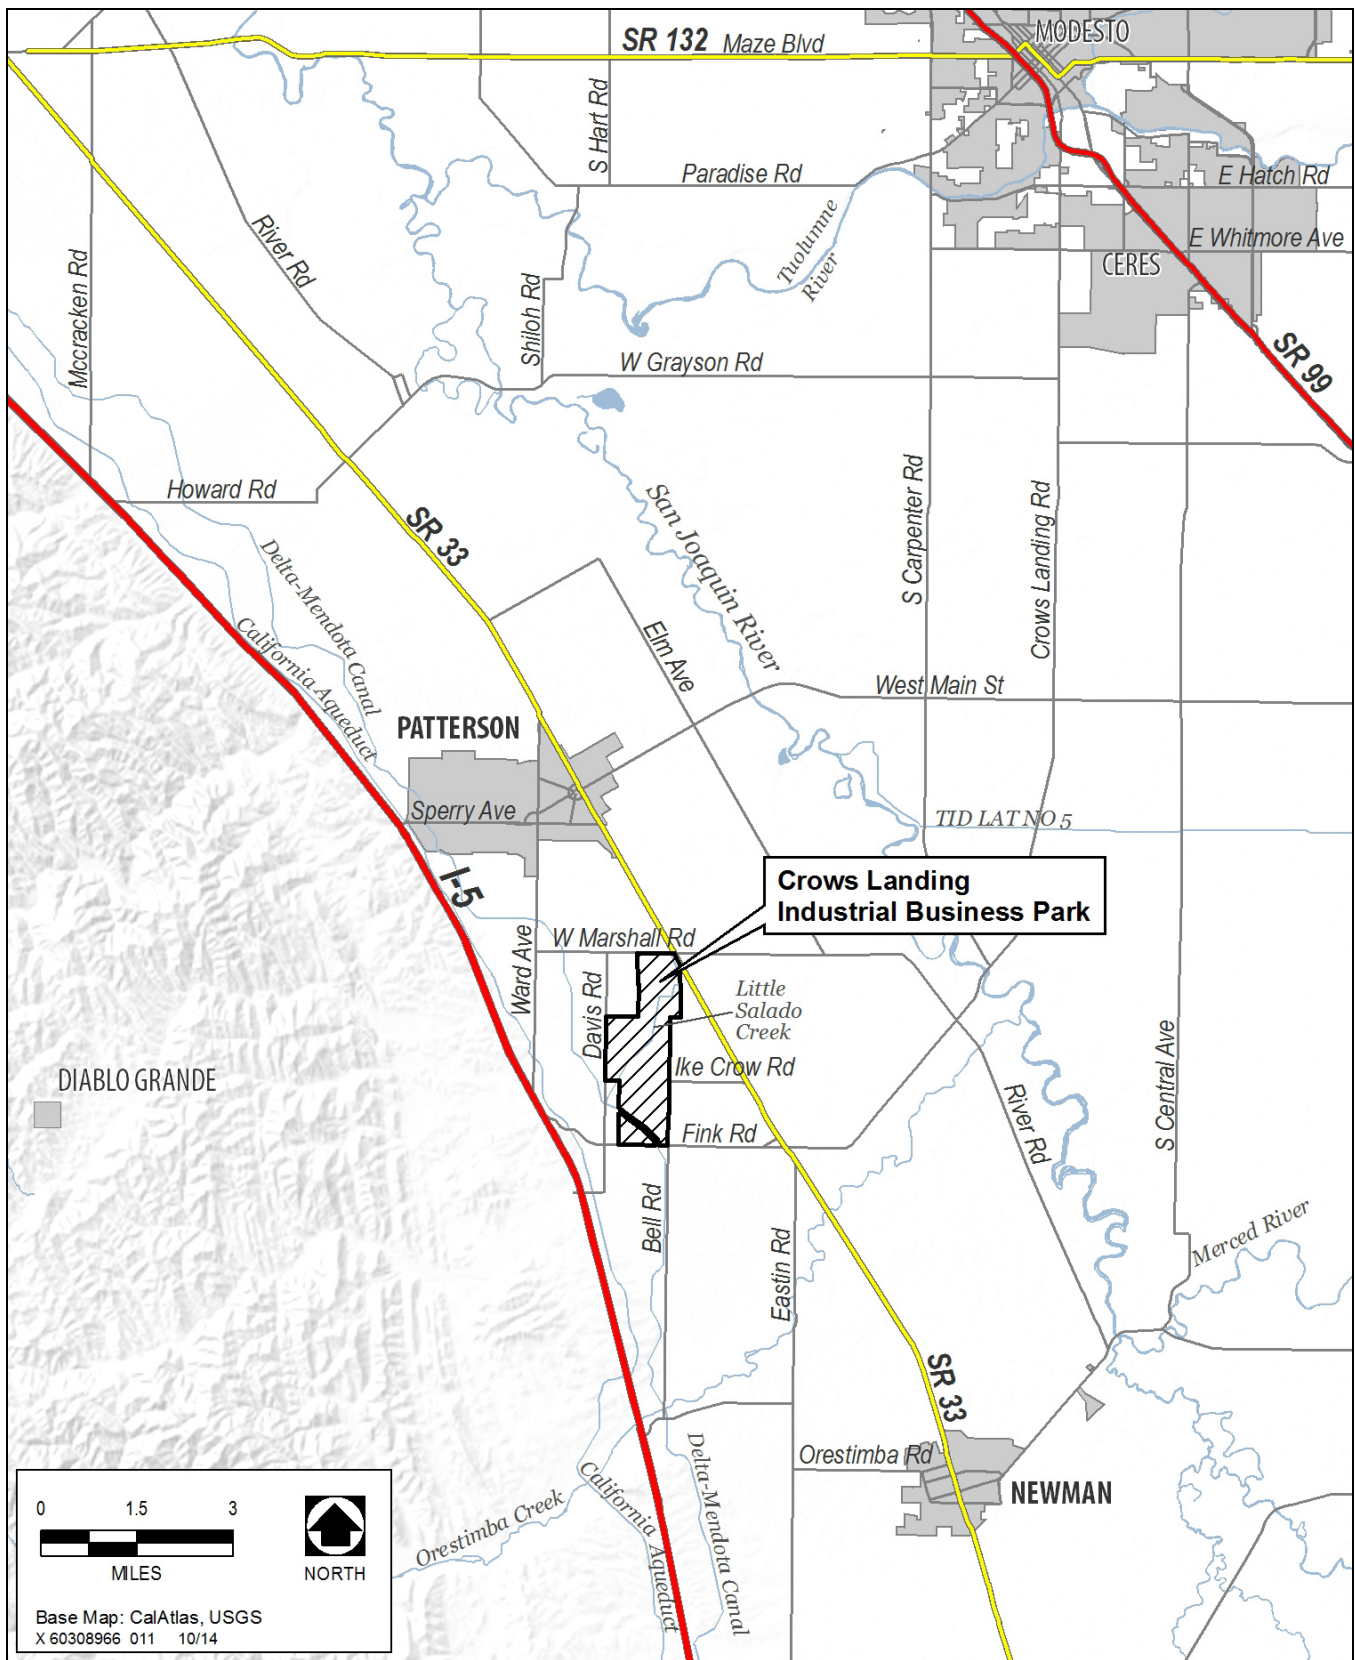 MODESTO
SR 132 Maze Blvd
S Hart Rd
Paradise Rd
E Hatch Rd
River Rd
Tuolumne
River
E Whitmore Ave
CERES
Mccracken Rd
Shiloh Rd
W Grayson Rd
SR 99
Howard Rd
SR 33
San Joaquin River
S Carpenter Rd
Crows Landing Rd
Delta-Mendota Canal
California Aqueduct
Elm Ave
West Main St
PATTERSON
Sperry Ave
TID LAT NO 5
I-5
Crows Landing
Industrial Business Park
W Marshall Rd
Ward Ave
Davis Rd
Little
Salado
Creek
Ike Crow Rd
DIABLO GRANDE
River Rd
S Central Ave
Fink Rd
Bell Rd
Eastin Rd
Merced River
SR 33
Orestimba Rd
NEWMAN
Orestimba Creek
California Aqueduct
Delta-Mendota Canal
0 1.5 3
MILES
NORTH
Base Map: CalAtlas, USGS
X 60308966 011 10/14